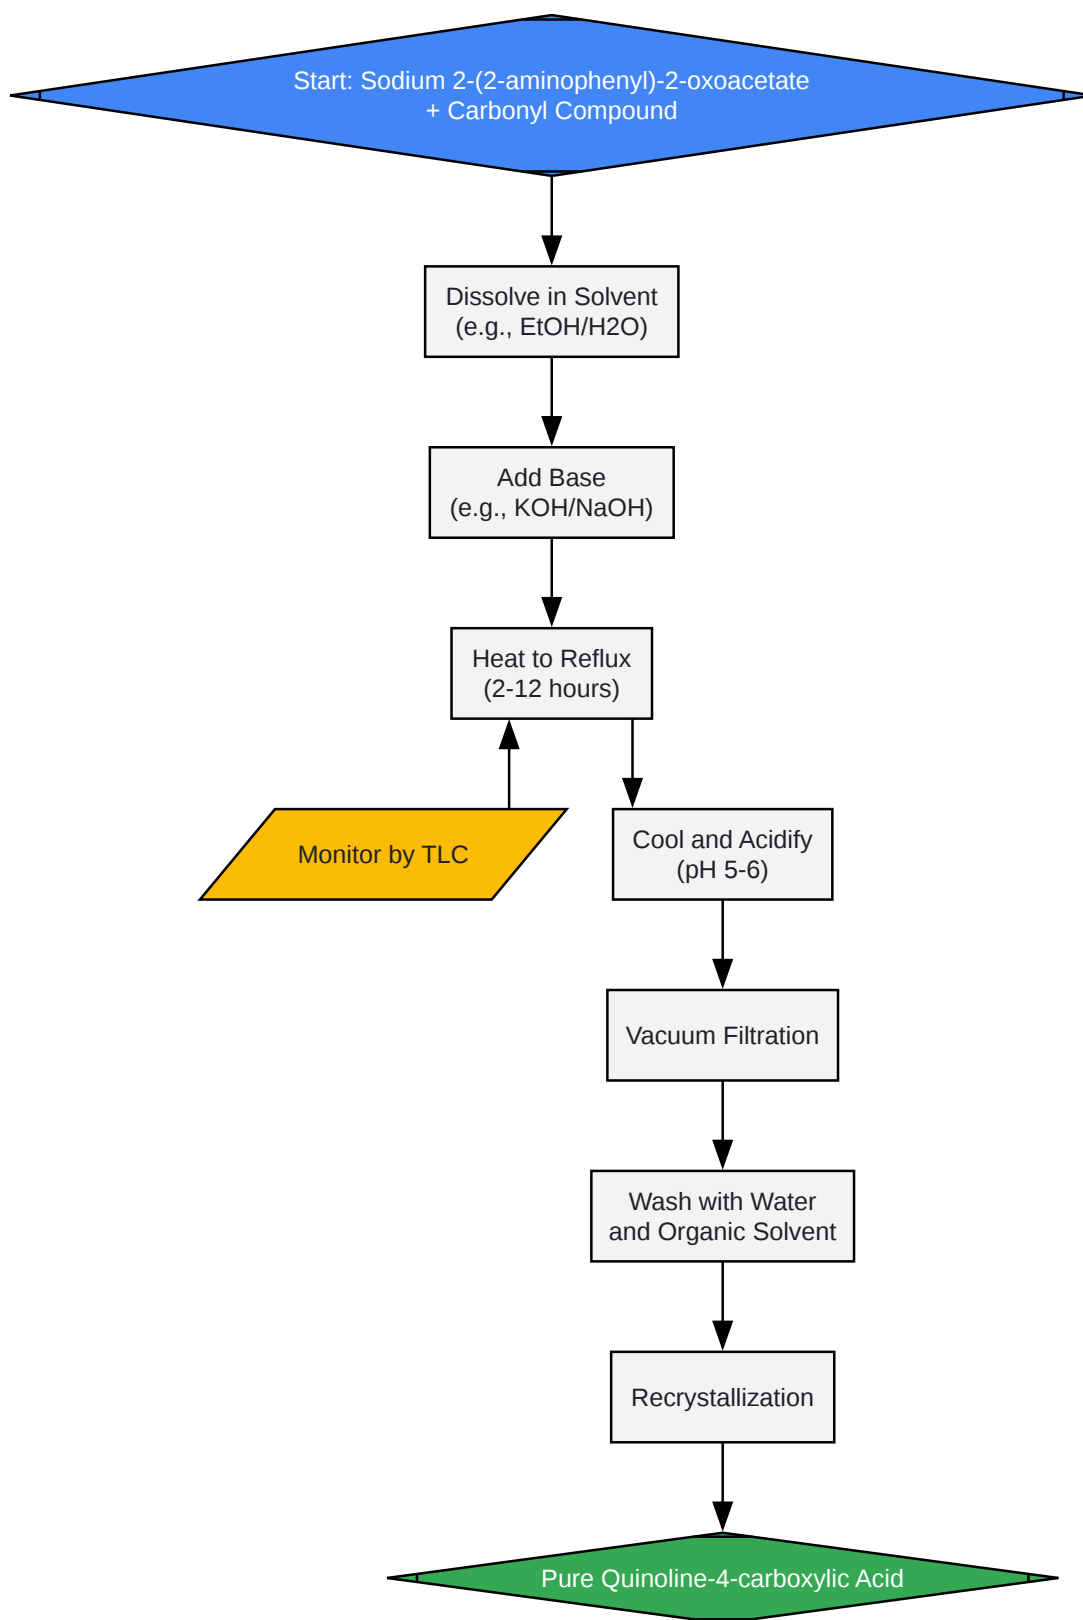 Start: Sodium 2-(2-aminophenyl)-2-oxoacetate
+ Carbonyl Compound
Dissolve in Solvent
(e.g., EtOH/H2O)
Add Base
(e.g., KOH/NaOH)
Heat to Reflux
(2-12 hours)
Monitor by TLC
Cool and Acidify
(pH 5-6)
Vacuum Filtration
Wash with Water
and Organic Solvent
Recrystallization
Pure Quinoline-4-carboxylic Acid